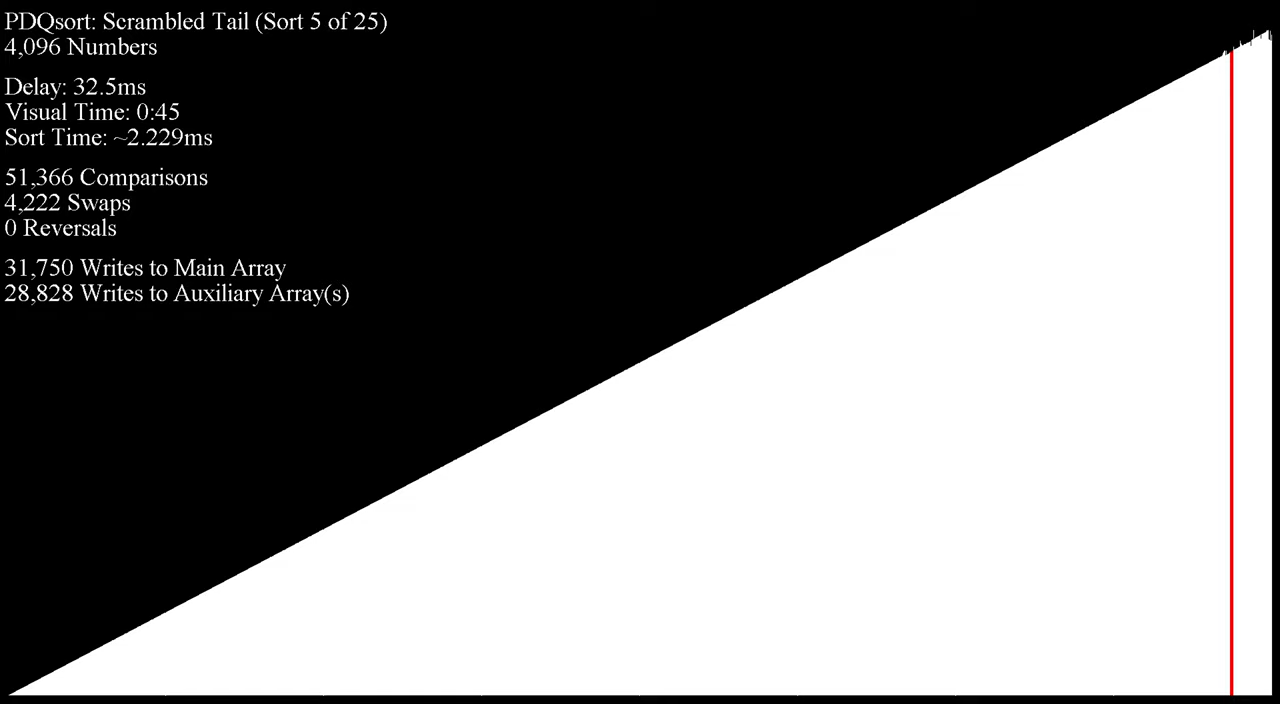 PDQsort: Scrambled Tail (Sort 5 of 25)
4,096 Numbers
Delay: 32.5ms
Visual Time: 0:45
Sort Time: ~2.229ms
51,366 Comparisons
4,222 Swaps
0 Reversals
31,750 Writes to Main Array
28,828 Writes to Auxiliary Array(s)